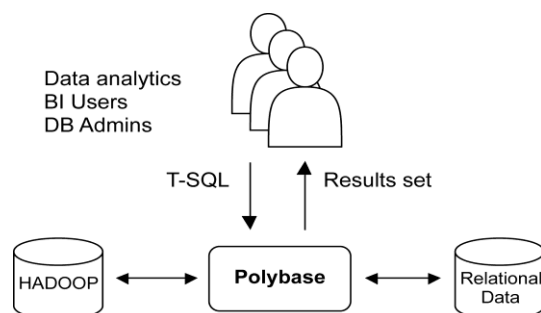 Data analytics
BI Users
DB Admins
T-SQL
Results set
HADOOP
Polybase
Relational
Data